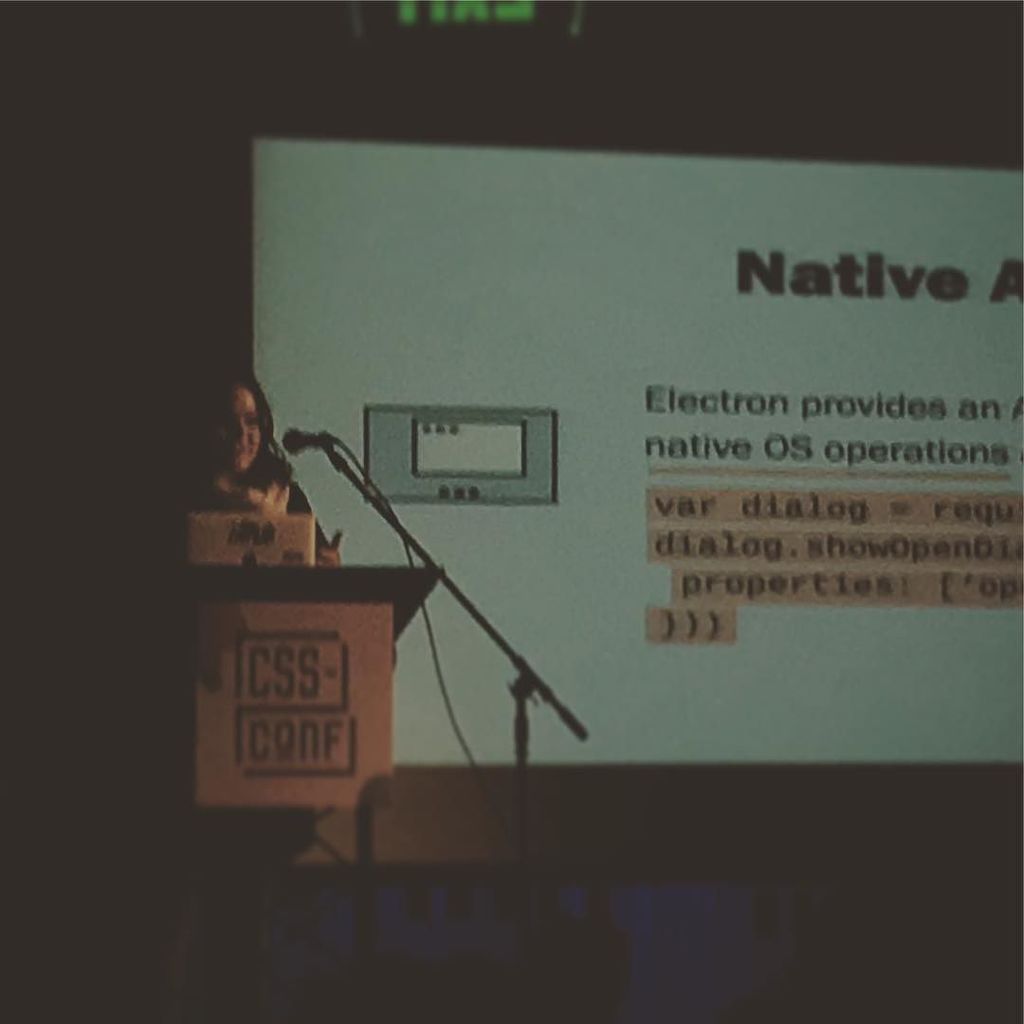 Native A
Electron provides an A
native OS operations
var dialog = requ
dialog.showOpenDia
properties: ['op
}))
CSS-
CONF